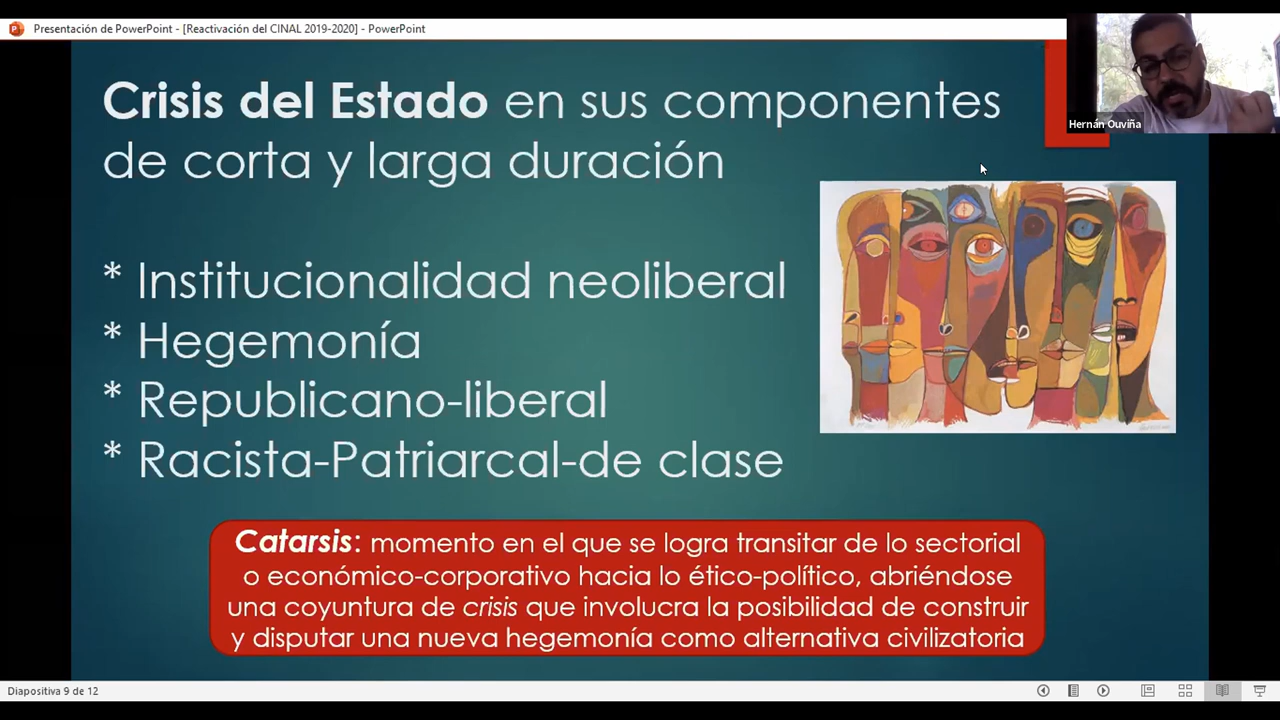 Presentación de PowerPoint - [Reactivación del CINAL 2019-2020] - PowerPoint
Hernán Ouviña
Crisis del Estado en sus componentes
de corta y larga duración
* Institucionalidad neoliberal
* Hegemonía
* Republicano-liberal
* Racista-Patriarcal-de clase
Catarsis: momento en el que se logra transitar de lo sectorial
o económico-corporativo hacia lo ético-político, abriéndose
una coyuntura de crisis que involucra la posibilidad de construir
y disputar una nueva hegemonía como alternativa civilizatoria
Diapositiva 9 de 12